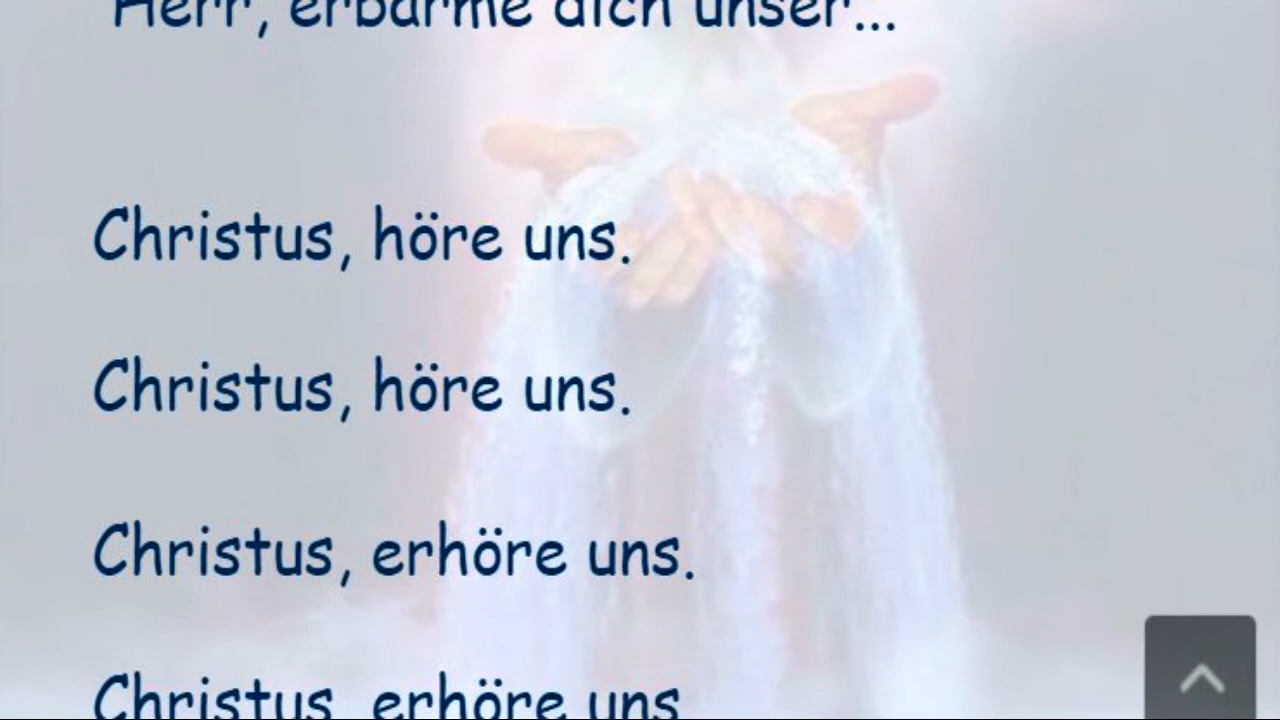 Herr, erbarme dich unser...
Christus, höre uns.
Christus, höre uns.
Christus, erhöre uns.
Christus, erhöre uns